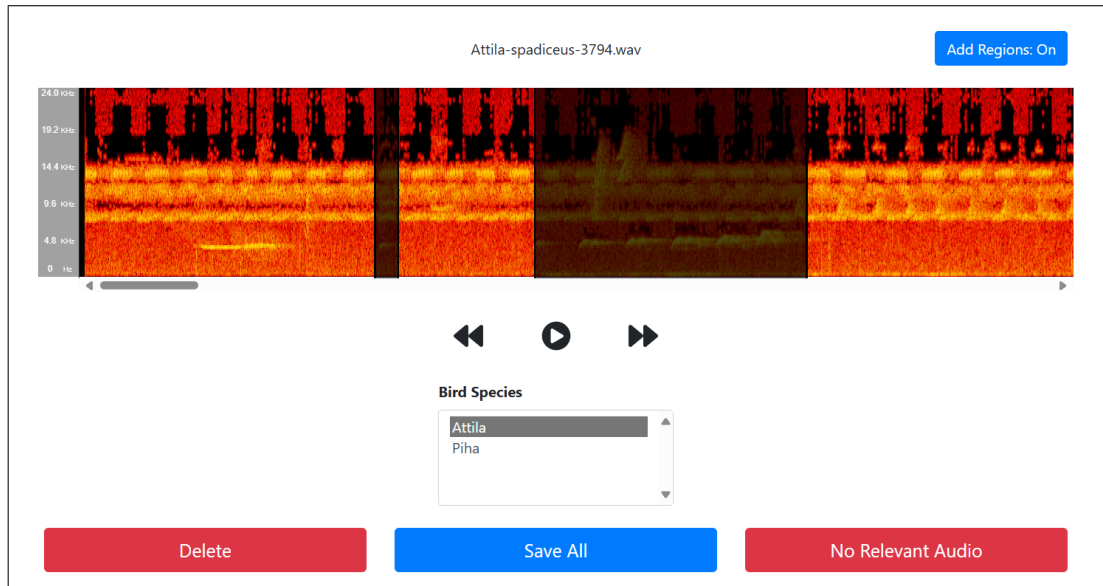 Attila-spadiceus-3794.wav
Add Regions: On
24.0 KHz
19.2 KHz
14.4 KHz
9.6 KHz
4.8 KHz
0 Hz
Bird Species
Attila
Piha
Delete
Save All
No Relevant Audio